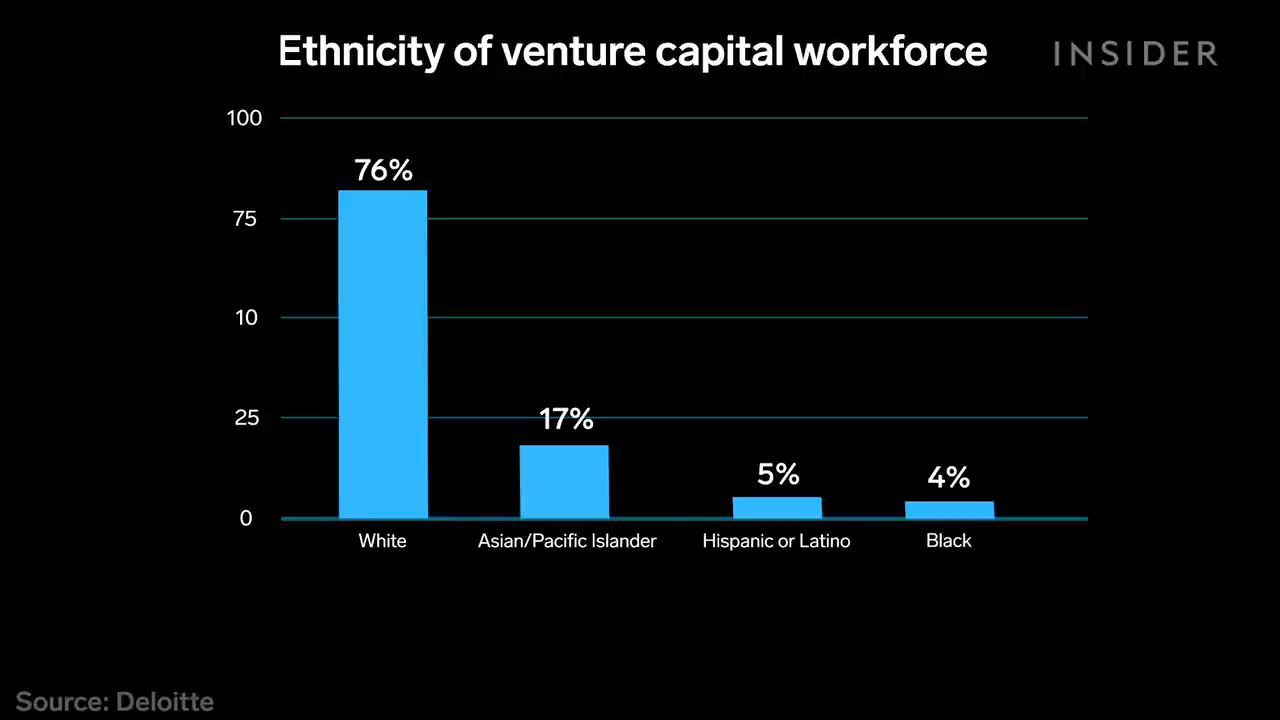 Ethnicity of venture capital workforce
INSIDER
100
76%
75
10
25
17%
5%
4%
0
White
Asian/Pacific Islander
Hispanic or Latino
Black
Source: Deloitte